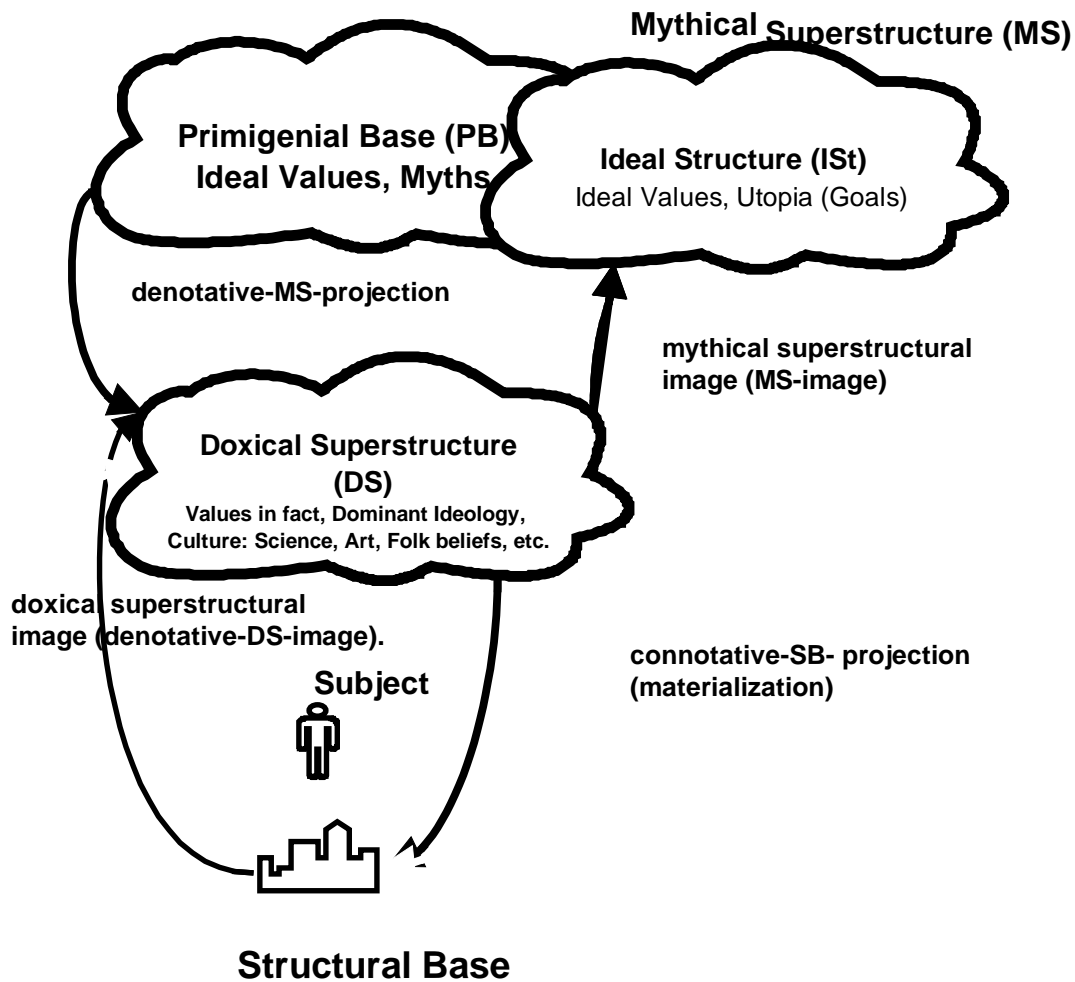 Mythical Superstructure (MS)
Primigenial Base (PB)
Ideal Values, Myths
Ideal Structure (ISt)
Ideal Values, Utopia (Goals)
denotative-MS-projection
mythical superstructural
image (MS-image)
Doxical Superstructure
(DS)
Values in fact, Dominant Ideology,
Culture: Science, Art, Folk beliefs, etc.
doxical superstructural
image (denotative-DS-image).
connotative-SB- projection
(materialization)
Subject
Structural Base